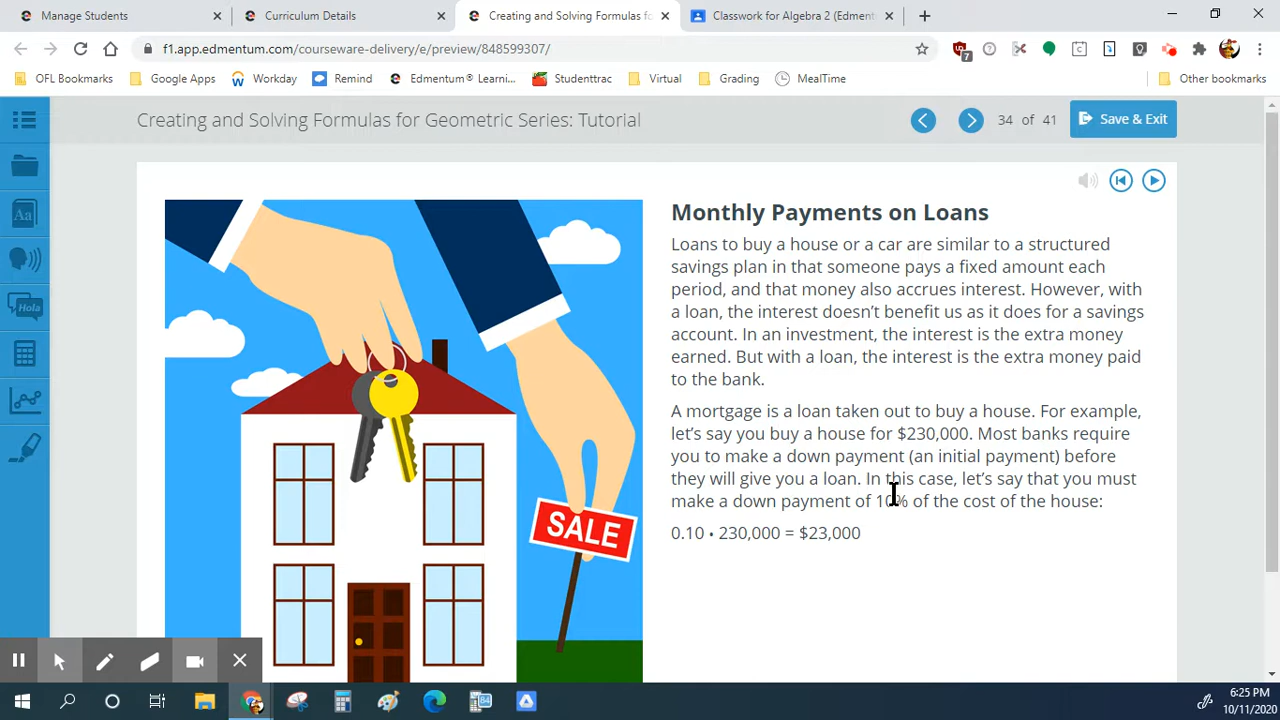 Manage Students
Curriculum Details
Creating and Solving Formulas fo
Classwork for Algebra 2 (Edment
f1.app.edmentum.com/courseware-delivery/e/preview/848599307/
7
OFL Bookmarks
Google Apps
Workday
Remind
Edmentum® Learni...
Studenttrac
Virtual
Grading
MealTime
Other bookmarks
Creating and Solving Formulas for Geometric Series: Tutorial
34 of 41
Save & Exit
Aa
Hola
Monthly Payments on Loans
Loans to buy a house or a car are similar to a structured
savings plan in that someone pays a fixed amount each
period, and that money also accrues interest. However, with
a loan, the interest doesn’t benefit us as it does for a savings
account. In an investment, the interest is the extra money
earned. But with a loan, the interest is the extra money paid
to the bank.
A mortgage is a loan taken out to buy a house. For example,
let’s say you buy a house for $230,000. Most banks require
you to make a down payment (an initial payment) before
they will give you a loan. In this case, let’s say that you must
make a down payment of 10% of the cost of the house:
0.10 • 230,000 = $23,000
SALE
6:25 PM
10/11/2020